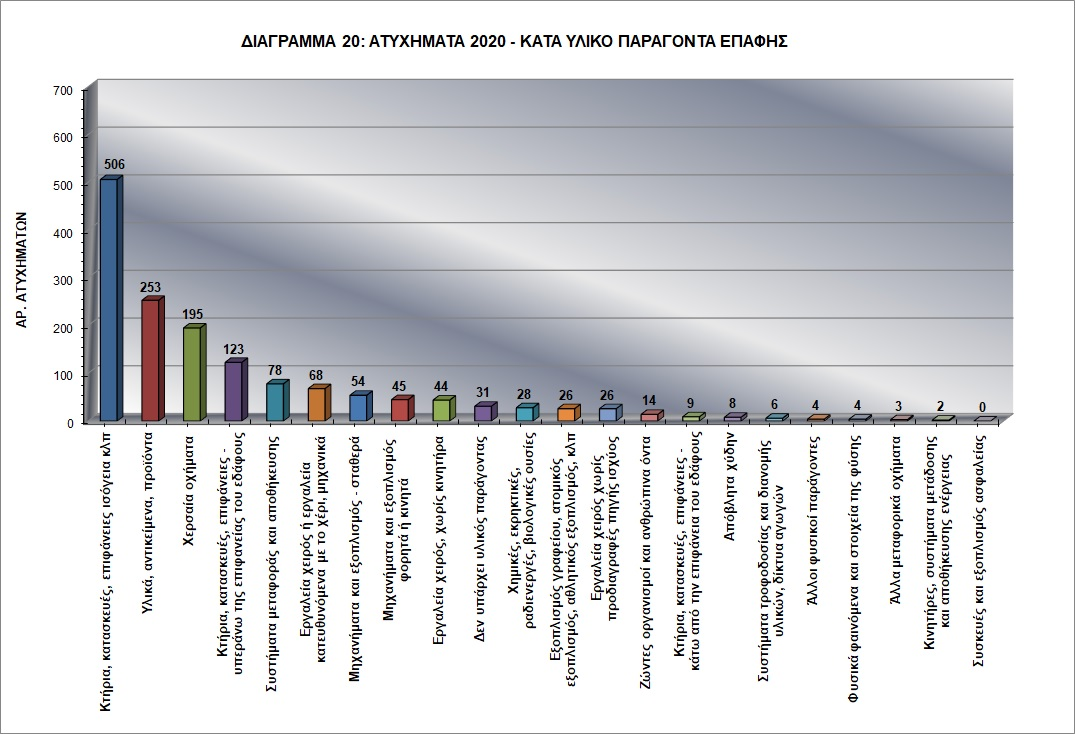 ΔΙΑΓΡΑΜΜΑ 20: ΑΤΥΧΗΜΑΤΑ 2020 - ΚΑΤΑ ΥΛΙΚΟ ΠΑΡΑΓΟΝΤΑ ΕΠΑΦΗΣ
ΑΡ. ΑΤΥΧΗΜΑΤΩΝ
700
600
500
400
300
200
100
0
506
253
195
123
78
68
54
45
44
31
28
26
26
14
9
8
6
4
4
3
2
0
Κτήρια, κατασκευές, επιφάνειες ισόγεια κλπ
Υλικά, αντικείμενα, προϊόντα
Χερσαία οχήματα
Κτήρια, κατασκευές, επιφάνειες -
υπεράνω της επιφανείας του εδάφους
Συστήματα μεταφοράς και αποθήκευσης
Εργαλεία χειρός ή εργαλεία
κατευθυνόμενα με το χέρι, μηχανικά
Μηχανήματα και εξοπλισμός - σταθερά
Μηχανήματα και εξοπλισμός
φορητά ή κινητά
Εργαλεία χειρός, χωρίς κινητήρα
Δεν υπάρχει υλικός παράγοντας
Χημικές, εκρηκτικές,
ραδιενεργές, βιολογικές ουσίες
Εξοπλισμός γραφείου, ατομικός
εξοπλισμός, αθλητικός εξοπλισμός, κλπ
Εργαλεία χειρός χωρίς
προδιαγραφές πηγής ισχύος
Ζώντες οργανισμοί και ανθρώπινα όντα
Κτήρια, κατασκευές, επιφάνειες -
κάτω από την επιφάνεια του εδάφους
Απόβλητα χύδην
Συστήματα τροφοδοσίας και διανομής
υλικών, δίκτυα αγωγών
Άλλοι φυσικοί παράγοντες
Φυσικά φαινόμενα και στοιχεία της φύσης
Άλλα μεταφορικά οχήματα
Κινητήρες, συστήματα μετάδοσης
και αποθήκευσης ενέργειας
Συσκευές και εξοπλισμός ασφαλείας